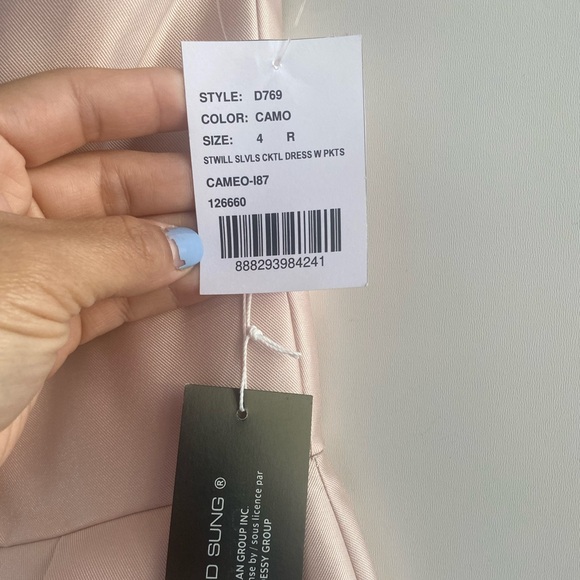 STYLE: D769
COLOR: CAMO
SIZE: 4 R
STWILL SLVLS CKTL DRESS W PKTS
CAMEO-I87
126660
888293984241
D SUNG ®
AN GROUP INC.
nse by / sous licence par
ESSY GROUP